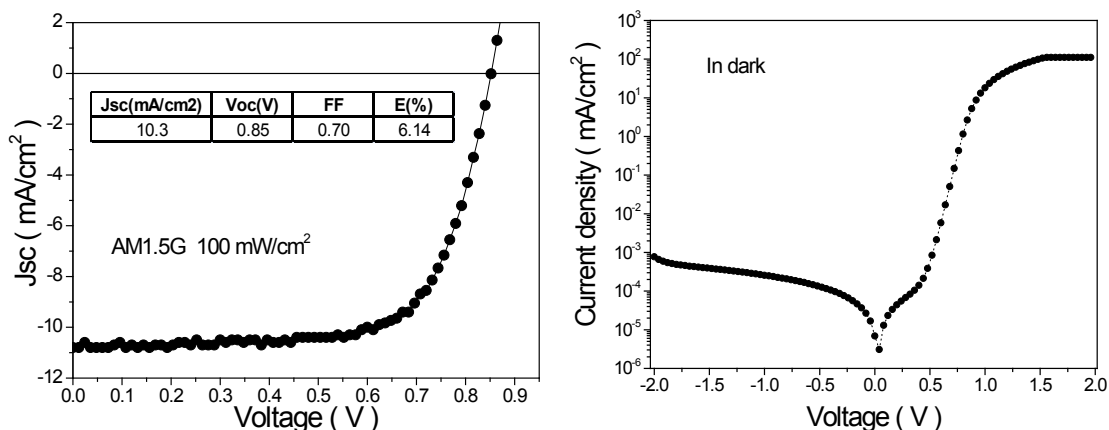 2
0
-2
-4
-6
-8
-10
-12
Jsc ( mA/cm²)
Jsc(mA/cm2) Voc(V) FF E(%)
10.3 0.85 0.70 6.14
AM1.5G 100 mW/cm²
0.0 0.1 0.2 0.3 0.4 0.5 0.6 0.7 0.8 0.9
Voltage ( V )
10³
10²
10¹
10⁰
10⁻¹
10⁻²
10⁻³
10⁻⁴
10⁻⁵
10⁻⁶
Current density ( mA/cm²)
In dark
-2.0 -1.5 -1.0 -0.5 0.0 0.5 1.0 1.5 2.0
Voltage ( V )